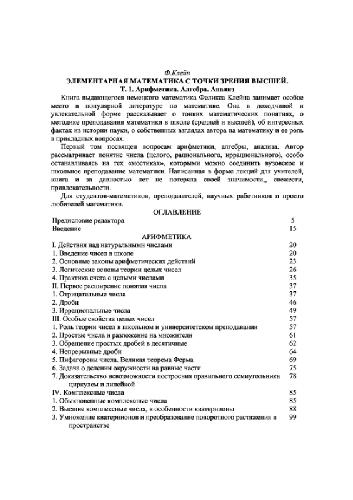 Ф.Клейн
ЭЛЕМЕНТАРНАЯ МАТЕМАТИКА С ТОЧКИ ЗРЕНИЯ ВЫСШЕЙ.
Т. 1. Арифметика. Алгебра. Анализ
Книга выдающегося немецкого математика Феликса Клейна занимает особое
место в популярной литературе по математике. Она в доходчивой и
увлекательной форме рассказывает о тонких математических понятиях, о
методике преподавания математики в школе (средней и высшей), об интересных
фактах из истории науки, о собственных взглядах автора на математику и ее роль
в прикладных вопросах.
Первый том посвящен вопросам арифметики, алгебры, анализа. Автор
рассматривает понятие числа (целого, рационального, иррационального), особо
останавливаясь на тех «мостиках», которыми можно соединить вузовское и
школьное преподавание математики. Написанная в форме лекций для учителей,
книга и за давностью лет не потеряла своей значимости, свежести,
привлекательности.
Для студентов-математиков, преподавателей, научных работников и просто
любителей математики.
ОГЛАВЛЕНИЕ
Предисловие редактора 5
Введение 15
АРИФМЕТИКА
I. Действия над натуральными числами 20
1. Введение чисел в школе 20
2. Основные законы арифметических действий 23
3. Логические основы теории целых чисел 26
4. Практика счета с целыми числами 35
II. Первое расширение понятия числа 37
1. Отрицательные числа 37
2. Дроби 46
3. Иррациональные числа 49
III. Особые свойства целых чисел 57
1. Роль теории чисел в школьном и университетском преподавании 57
2. Простые числа и разложение на множители 61
3. Обращение простых дробей в десятичные 62
4. Непрерывные дроби 64
5. Пифагоровы числа. Великая теорема Ферма 69
6. Задача о делении окружности на равные части 75
7. Доказательство невозможности построения правильного семиугольника 78
циркулем и линейкой
IV. Комплексные числа 85
1. Обыкновенные комплексные числа 85
2. Высшие комплексные числа, в особенности кватернионы 88
3. Умножение кватернионов и преобразование поворотного растяжения в 99
пространстве